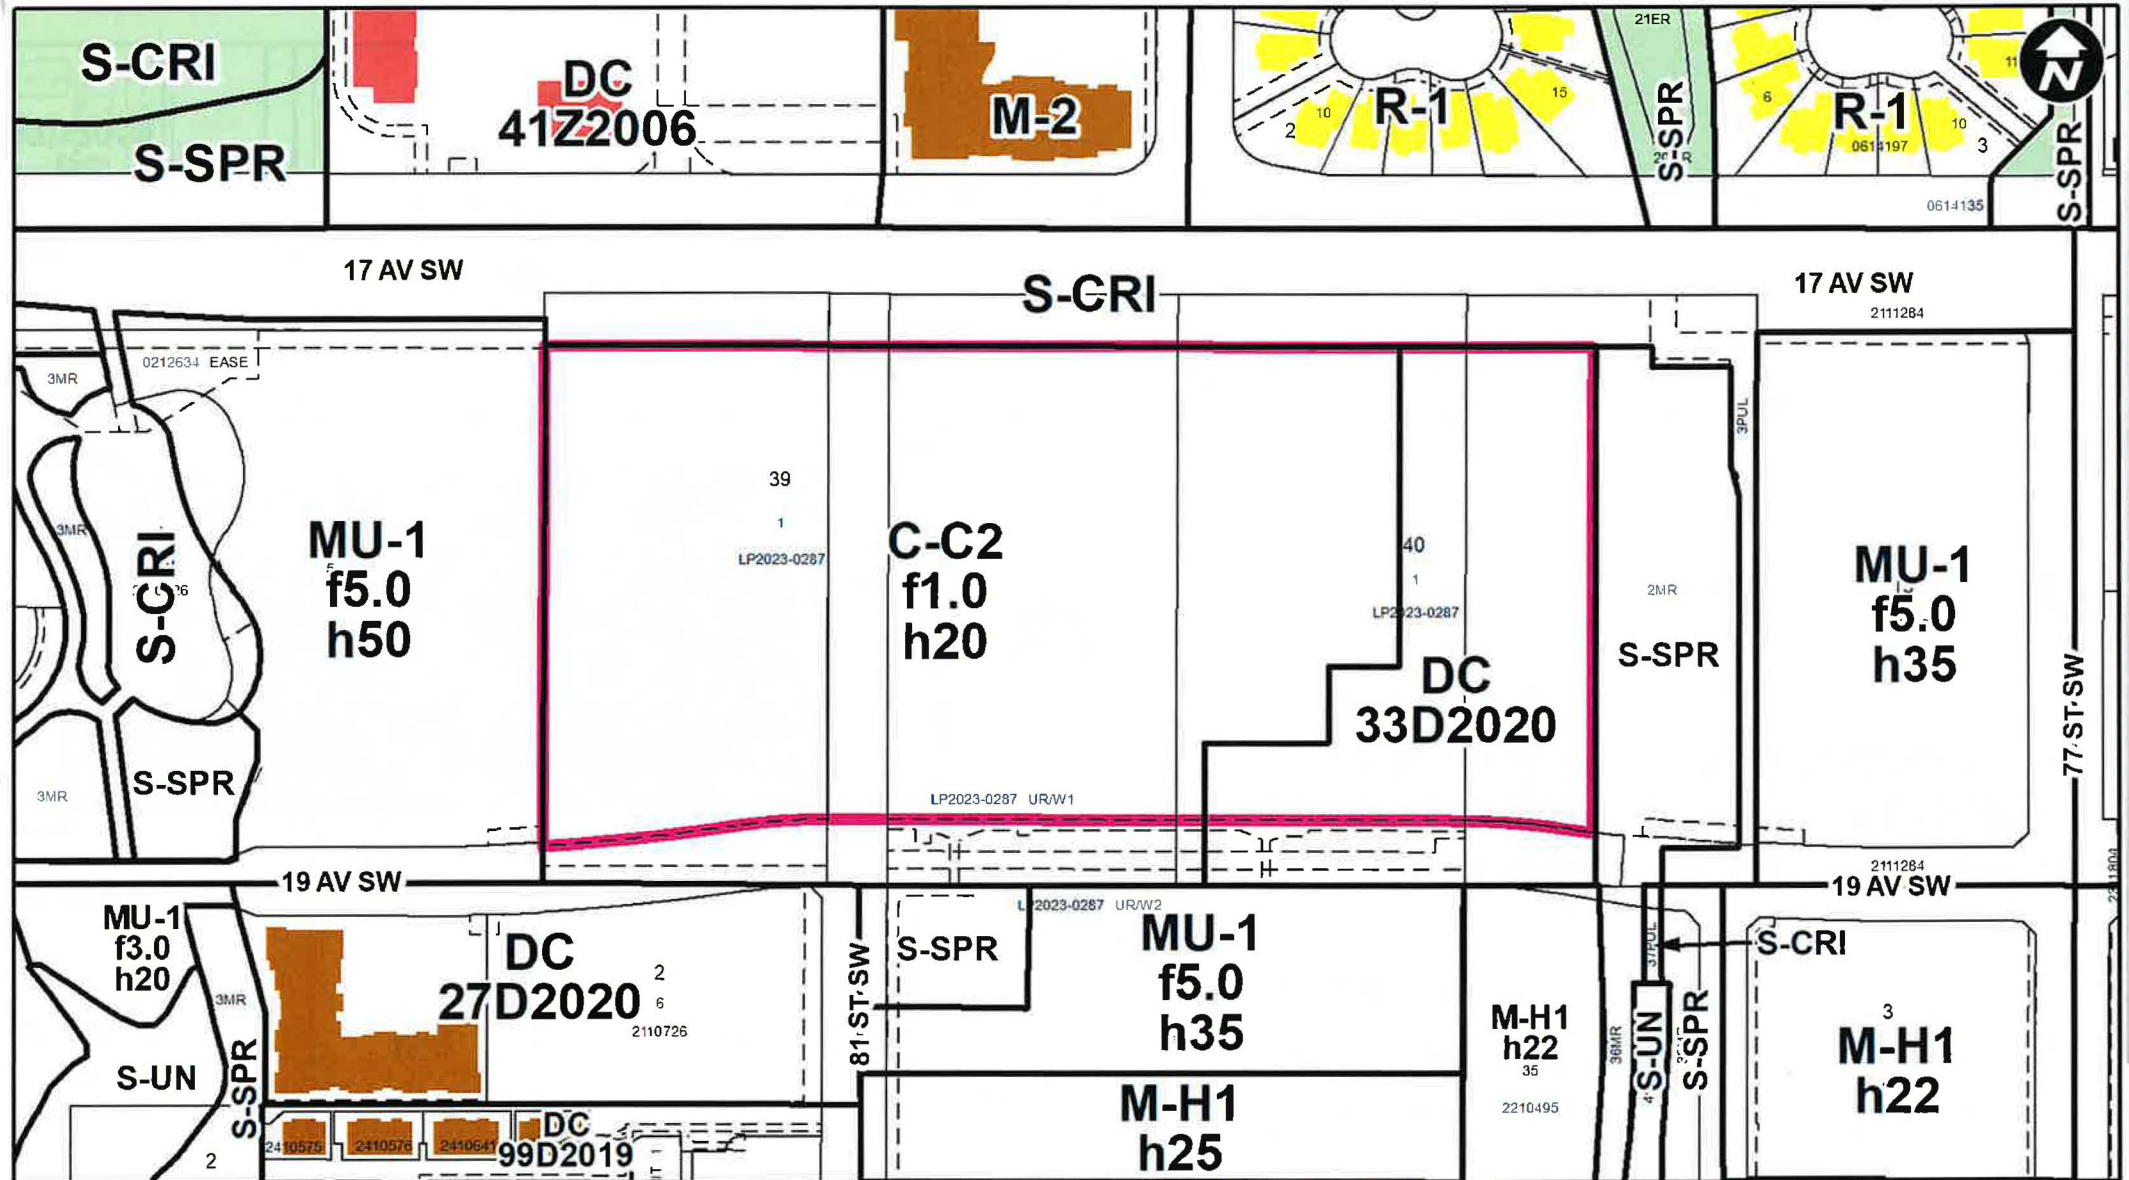 S-CRI
S-SPR
DC
41Z2006
M-2
R-1
10
2
15
21ER
S-SPR
R-1
6
10
3
0614197
11
N
S-SPR
0614135
17 AV SW
S-CRI
17 AV SW
2111284
0212634 EASE
3MR
3MR
S-CRI
MU-1
f5.0
h50
39
1
LP2023-0287
C-C2
f1.0
h20
40
1
LP2023-0287
DC
33D2020
2MR
S-SPR
3PUL
MU-1
f5.0
h35
77 ST SW
3MR
S-SPR
LP2023-0287 UR/W1
19 AV SW
2111284
19 AV SW
MU-1
f3.0
h20
3MR
S-UN
S-SPR
2
DC
27D2020
2
6
2110726
81 ST SW
S-SPR
LP2023-0287 UR/W2
MU-1
f5.0
h35
M-H1
h25
M-H1
h22
35
2210495
36MR
37PUL
S-CRI
S-UN
S-SPR
3
M-H1
h22
2410575
2410576
2410641
DC
99D2019